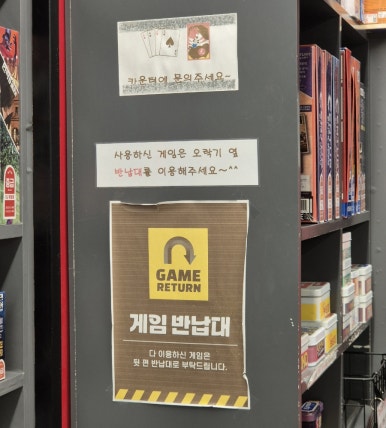 카운터에 문의주세요~
사용하신 게임은 오락기 옆
반납대를 이용해주세요~^^
GAME
RETURN
게임 반납대
다 이용하신 게임은
뒷 편 반납대로 부탁드립니다.